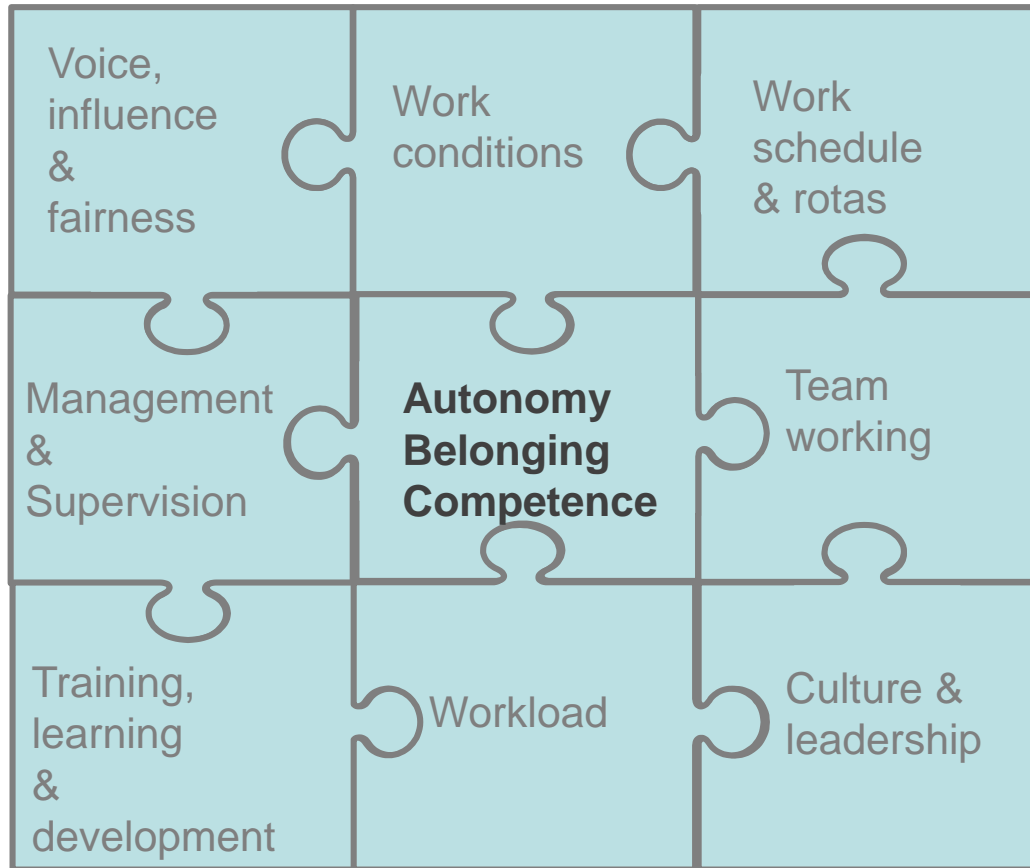 Voice,
influence
&
fairness
Work
conditions
Work
schedule
& rotas
Management
&
Supervision
Autonomy
Belonging
Competence
Team
working
Training,
learning
&
development
Workload
Culture &
leadership